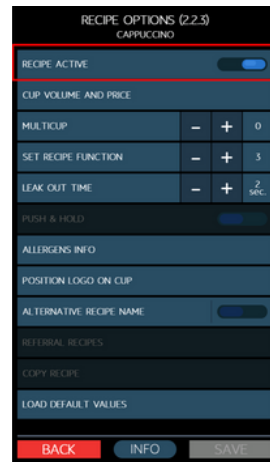 RECIPE OPTIONS (2.2.3)
CAPPUCCINO
RECIPE ACTIVE
CUP VOLUME AND PRICE
MULTICUP – + 0
SET RECIPE FUNCTION – + 3
LEAK OUT TIME – + 2 sec.
PUSH & HOLD
ALLERGENS INFO
POSITION LOGO ON CUP
ALTERNATIVE RECIPE NAME
REFERRAL RECIPES
COPY RECIPE
LOAD DEFAULT VALUES
BACK INFO SAVE